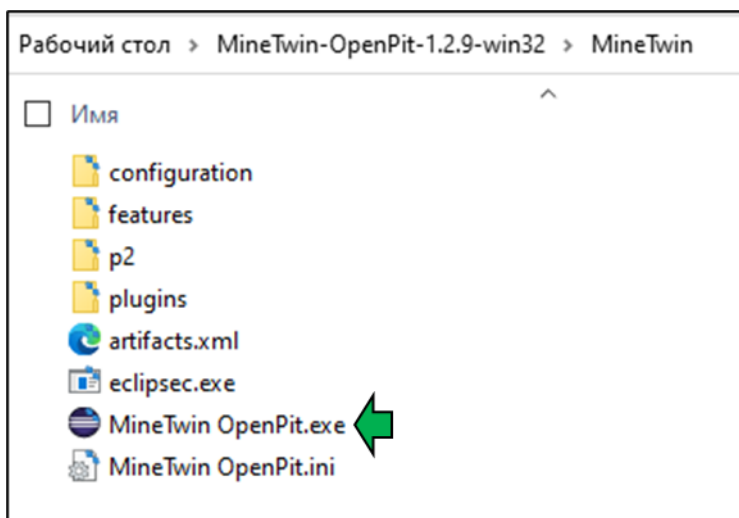 Рабочий стол > MineTwin-OpenPit-1.2.9-win32 > MineTwin
Имя
configuration
features
p2
plugins
artifacts.xml
eclipsec.exe
MineTwin OpenPit.exe
MineTwin OpenPit.ini